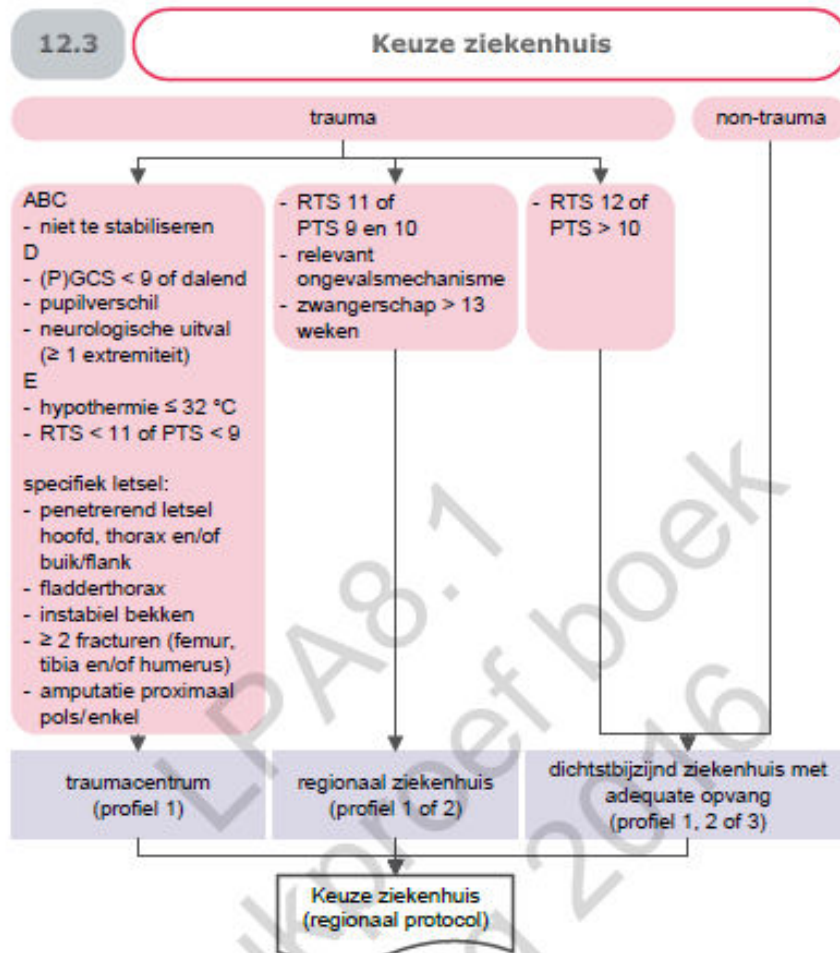 12.3
Keuze ziekenhuis
trauma
non-trauma
ABC
- niet te stabiliseren
D
- (P)GCS < 9 of dalend
- pupilverschil
- neurologische uitval
(≥ 1 extremiteit)
E
- hypothermie ≤ 32 °C
- RTS < 11 of PTS < 9
specifiek letsel:
- penetrerend letsel
hoofd, thorax en/of
buik/flank
- fladderthorax
- instabiel bekken
- ≥ 2 fracturen (femur,
tibia en/of humerus)
- amputatie proximaal
pols/enkel
- RTS 11 of
PTS 9 en 10
- relevant
ongevalsmechanisme
- zwangerschap > 13
weken
- RTS 12 of
PTS > 10
traumacentrum
(profiel 1)
regionaal ziekenhuis
(profiel 1 of 2)
dichtstbijzijnd ziekenhuis met
adequate opvang
(profiel 1, 2 of 3)
Keuze ziekenhuis
(regionaal protocol)
LPA8.1
boek
2016